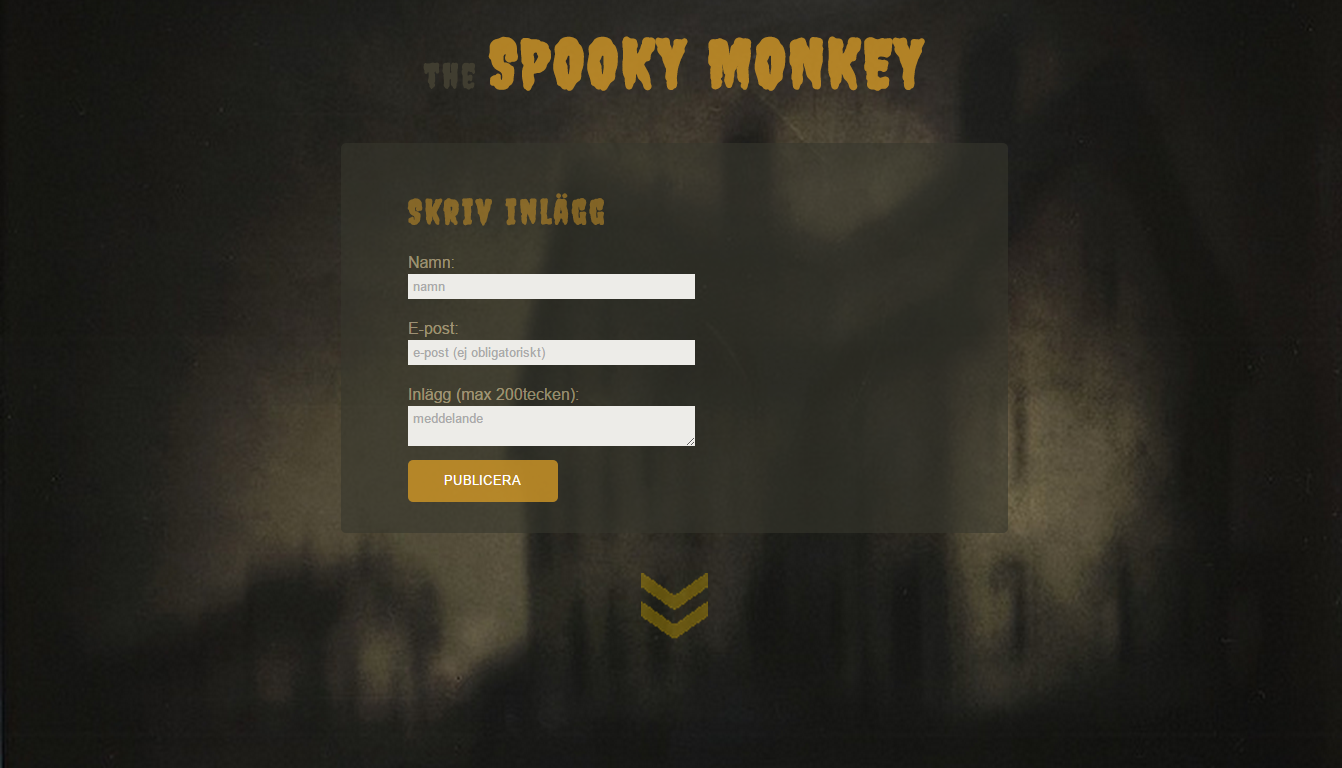 THE SPOOKY MONKEY
SKRIV INLÄGG
Namn:
namn
E-post:
e-post (ej obligatoriskt)
Inlägg (max 200tecken):
meddelande
PUBLICERA